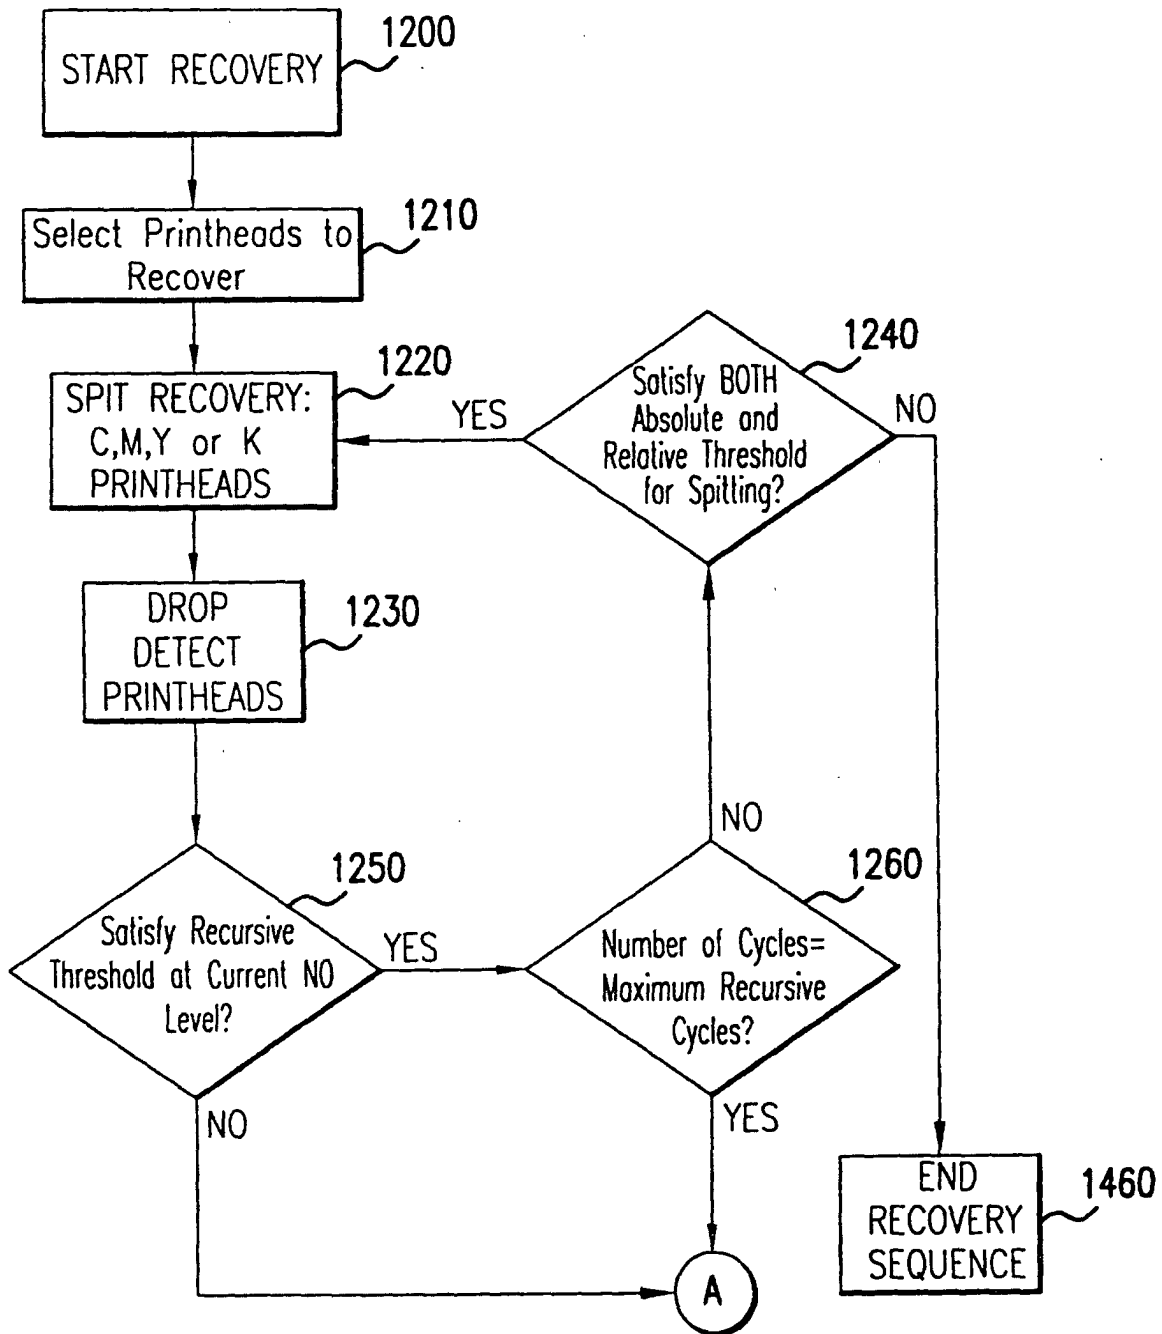 START RECOVERY
1200
Select Printheads to
Recover
1210
SPIT RECOVERY:
C,M,Y or K
PRINTHEADS
1220
YES
Satisfy BOTH
Absolute and
Relative Threshold
for Spitting?
1240
NO
DROP
DETECT
PRINTHEADS
1230
Satisfy Recursive
Threshold at Current NO
Level?
1250
YES
NO
Number of Cycles=
Maximum Recursive
Cycles?
1260
NO
YES
A
END
RECOVERY
SEQUENCE
1460